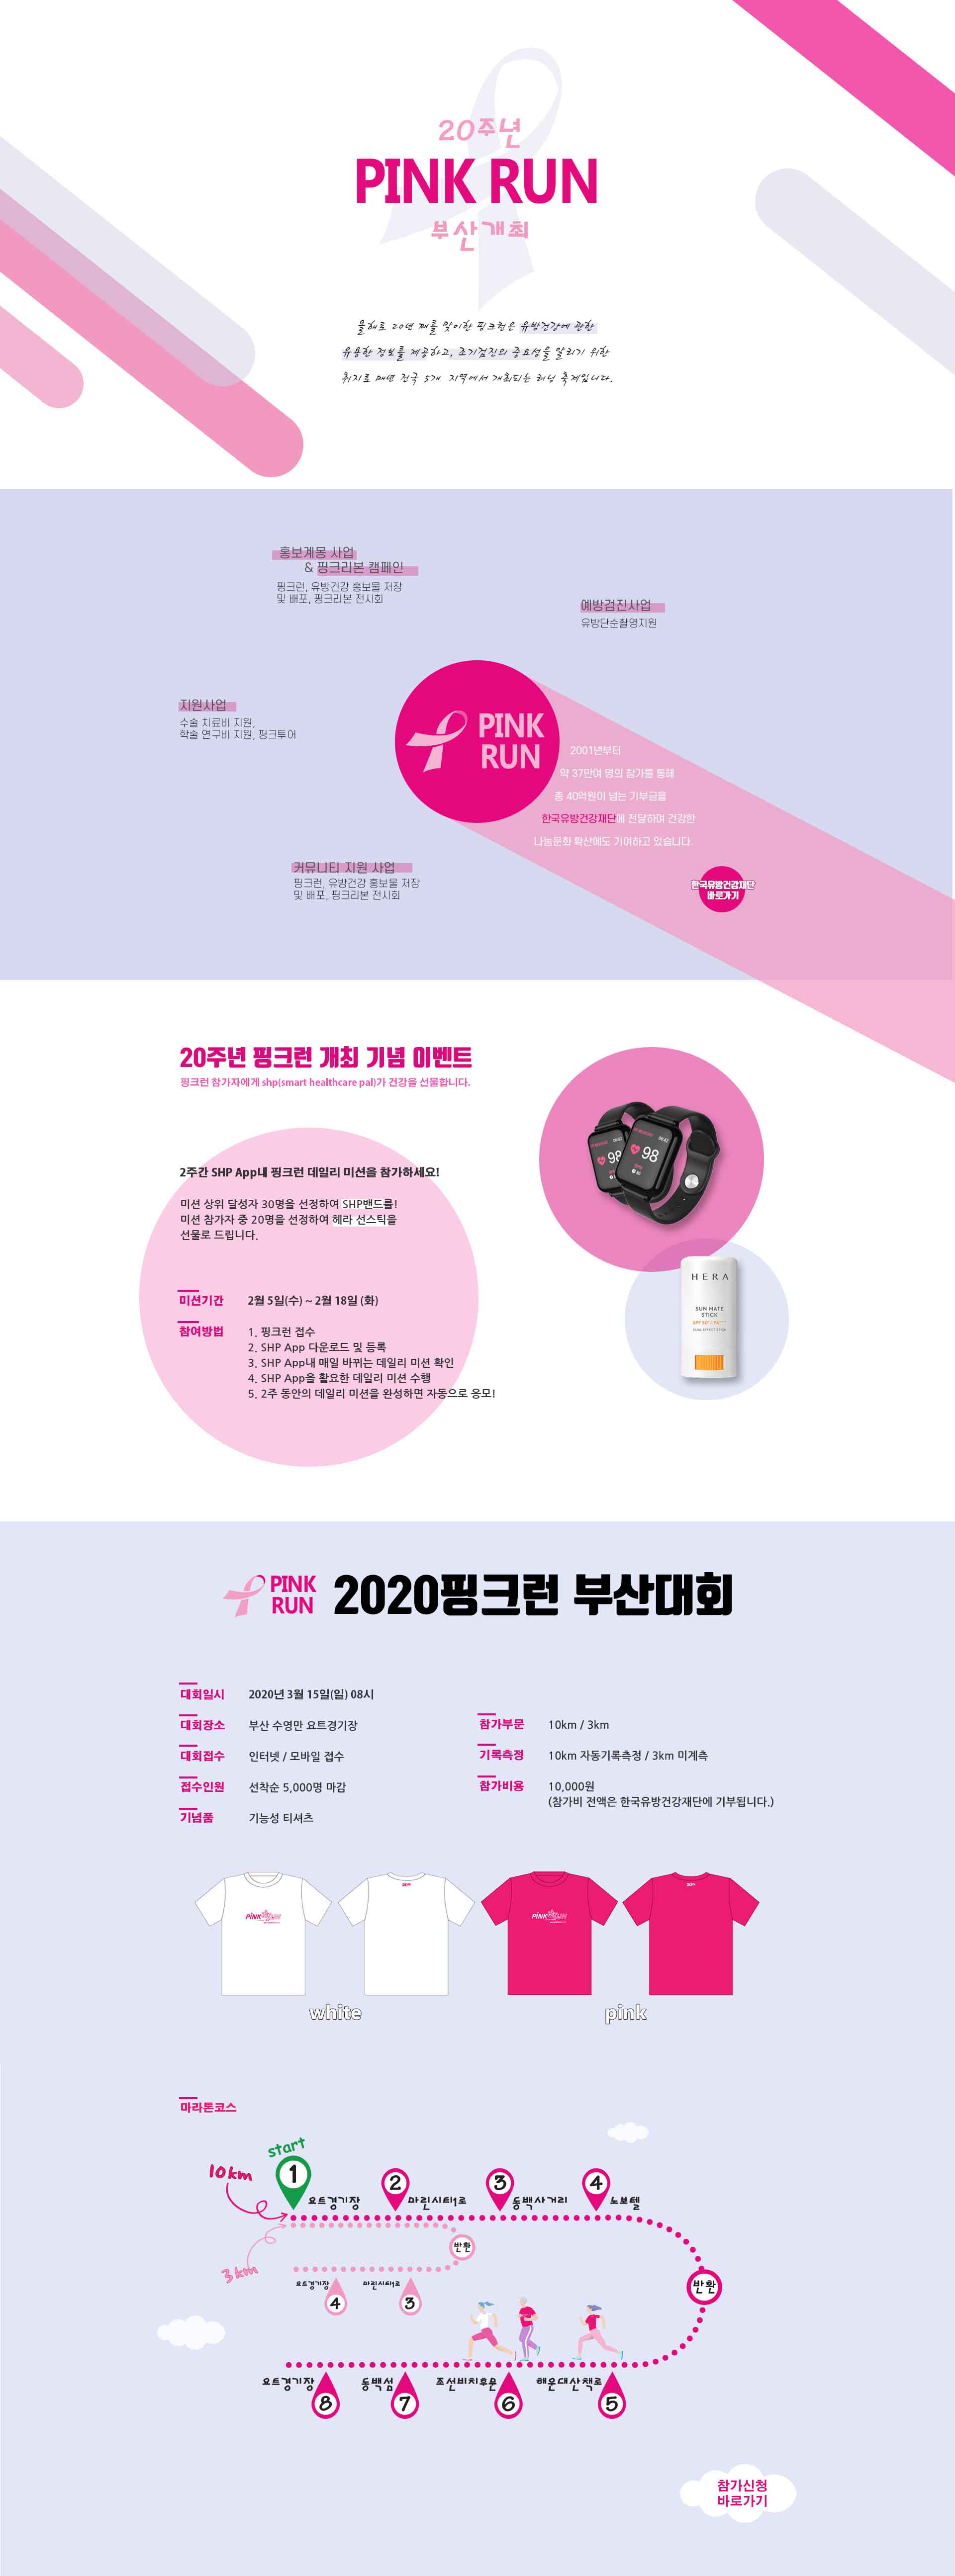 20주년
PINK RUN
부산개최
올해로 20년 째를 맞이한 핑크런은 유방건강에 관한
유용한 정보를 제공하고, 조기검진의 중요성을 알리기 위한
취지로 매년 전국 5개 지역에서 개최되는 러닝 축제입니다.
홍보계몽 사업
& 핑크리본 캠페인
핑크런, 유방건강 홍보물 저장
및 배포, 핑크리본 전시회
예방검진사업
유방단순촬영지원
지원사업
수술 치료비 지원,
학술 연구비 지원, 핑크투어
PINK
RUN
2001년부터
약 37만여 명의 참가를 통해
총 40억원이 넘는 기부금을
한국유방건강재단에 전달하며 건강한
나눔문화 확산에도 기여하고 있습니다.
커뮤니티 지원 사업
핑크런, 유방건강 홍보물 저장
및 배포, 핑크리본 전시회
한국유방건강재단
바로가기
20주년 핑크런 개최 기념 이벤트
핑크런 참가자에게 shp(smart healthcare pal)가 건강을 선물합니다.
2주간 SHP App내 핑크런 데일리 미션을 참가하세요!
미션 상위 달성자 30명을 선정하여 SHP밴드를!
미션 참가자 중 20명을 선정하여 헤라 선스틱을
선물로 드립니다.
98
98
HERA
SUN MATE
STICK
미션기간 2월 5일(수) ~ 2월 18일 (화)
참여방법 1. 핑크런 접수
2. SHP App 다운로드 및 등록
3. SHP App내 매일 바뀌는 데일리 미션 확인
4. SHP App을 활요한 데일리 미션 수행
5. 2주 동안의 데일리 미션을 완성하면 자동으로 응모!
PINK
RUN
2020핑크런 부산대회
대회일시 2020년 3월 15일(일) 08시
대회장소 부산 수영만 요트경기장
대회접수 인터넷 / 모바일 접수
접수인원 선착순 5,000명 마감
기념품 기능성 티셔츠
참가부문 10km / 3km
기록측정 10km 자동기록측정 / 3km 미계측
참가비용 10,000원
(참가비 전액은 한국유방건강재단에 기부됩니다.)
PINK RUN
PINK RUN
white
pink
마라톤코스
start
10km
1 요트경기장
2 마린시티1로
3 동백사거리
4 노보텔
반환
3km
반환
요트경기장 4
마린시티1로 3
요트경기장 8
동백섬 7
조선비치후문 6
해운대산책로 5
참가신청
바로가기